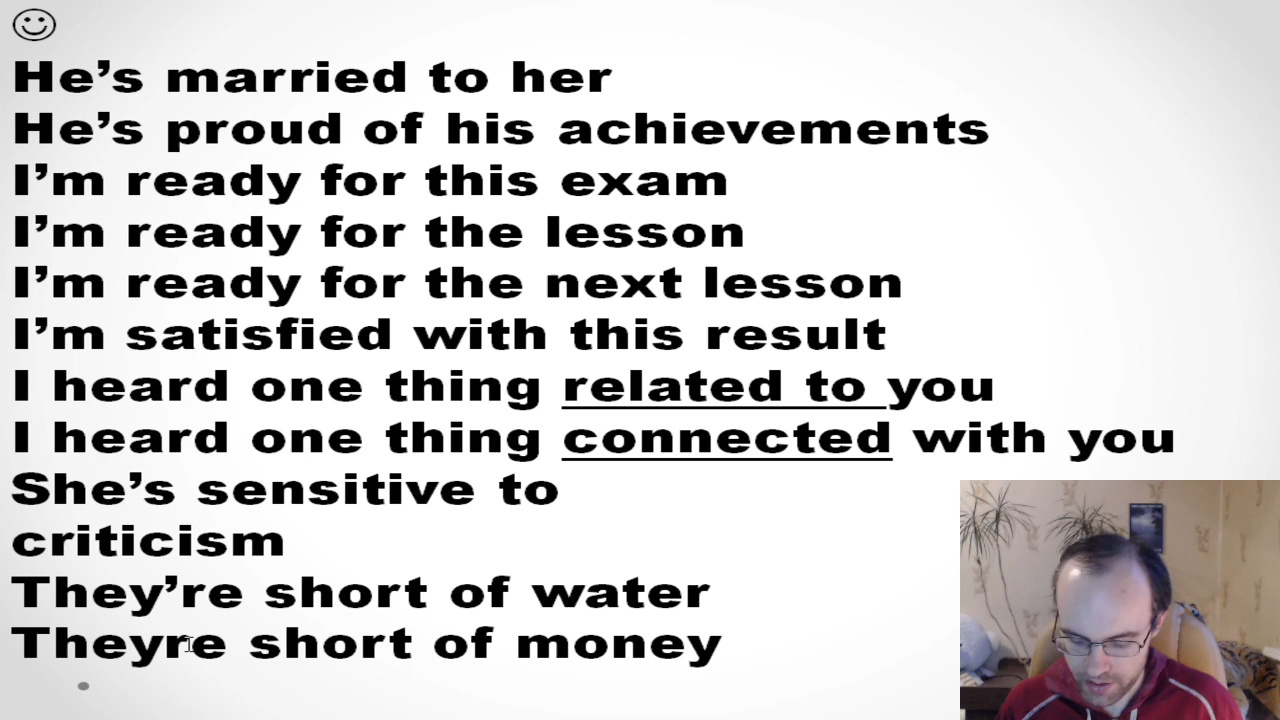 He’s married to her
He’s proud of his achievements
I’m ready for this exam
I’m ready for the lesson
I’m ready for the next lesson
I’m satisfied with this result
I heard one thing related to you
I heard one thing connected with you
She’s sensitive to
criticism
They’re short of water
Theyre short of money